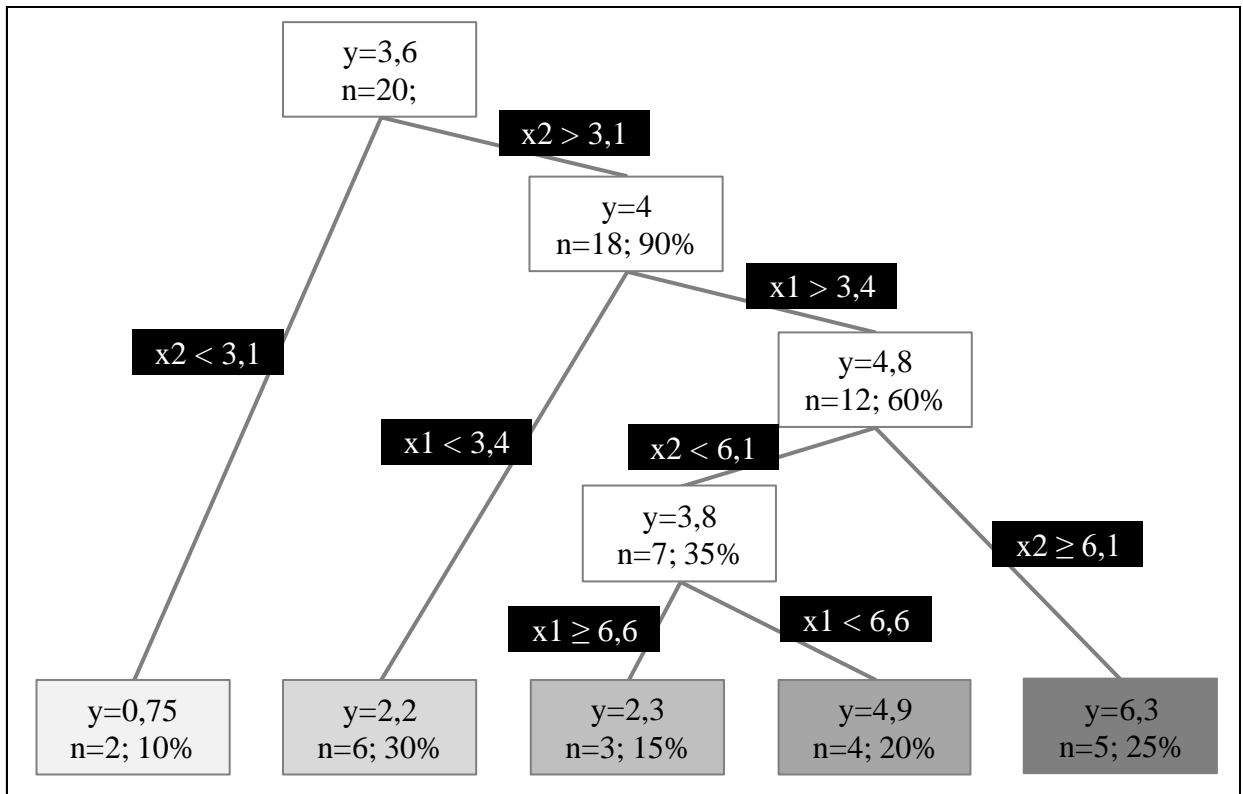 y=3,6
n=20;
x2 > 3,1
y=4
n=18; 90%
x1 > 3,4
x2 < 3,1
y=4,8
n=12; 60%
x1 < 3,4
x2 < 6,1
y=3,8
n=7; 35%
x2 ≥ 6,1
x1 ≥ 6,6
x1 < 6,6
y=0,75
n=2; 10%
y=2,2
n=6; 30%
y=2,3
n=3; 15%
y=4,9
n=4; 20%
y=6,3
n=5; 25%